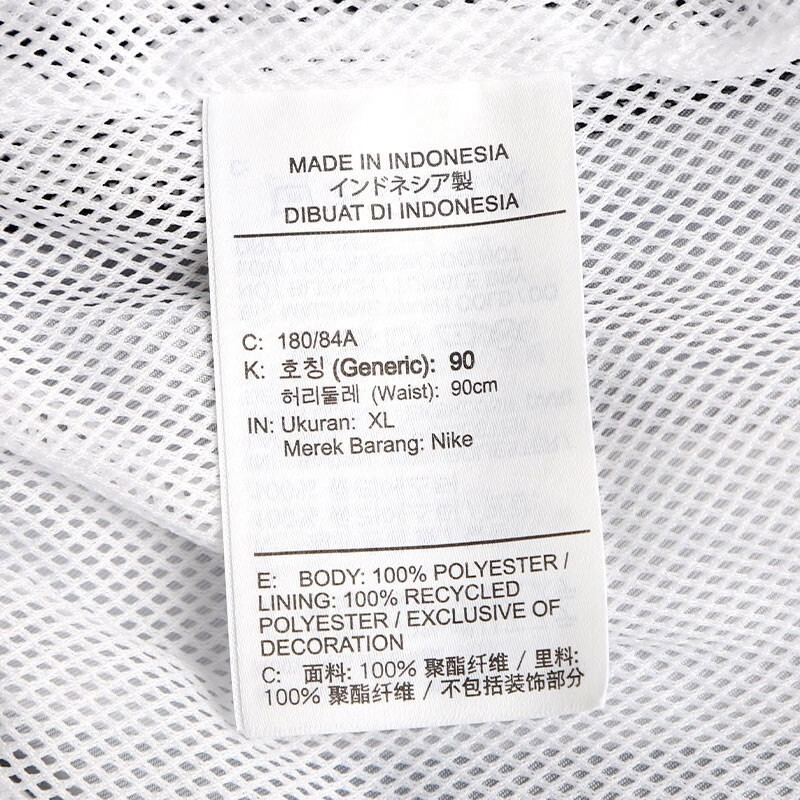 MADE IN INDONESIA
インドネシア製
DIBUAT DI INDONESIA
C: 180/84A
K: 호칭 (Generic): 90
허리둘레 (Waist): 90cm
IN: Ukuran: XL
Merek Barang: Nike
E: BODY: 100% POLYESTER /
LINING: 100% RECYCLED
POLYESTER / EXCLUSIVE OF
DECORATION
C: 面料: 100% 聚酯纤维 / 里料:
100% 聚酯纤维 / 不包括装饰部分